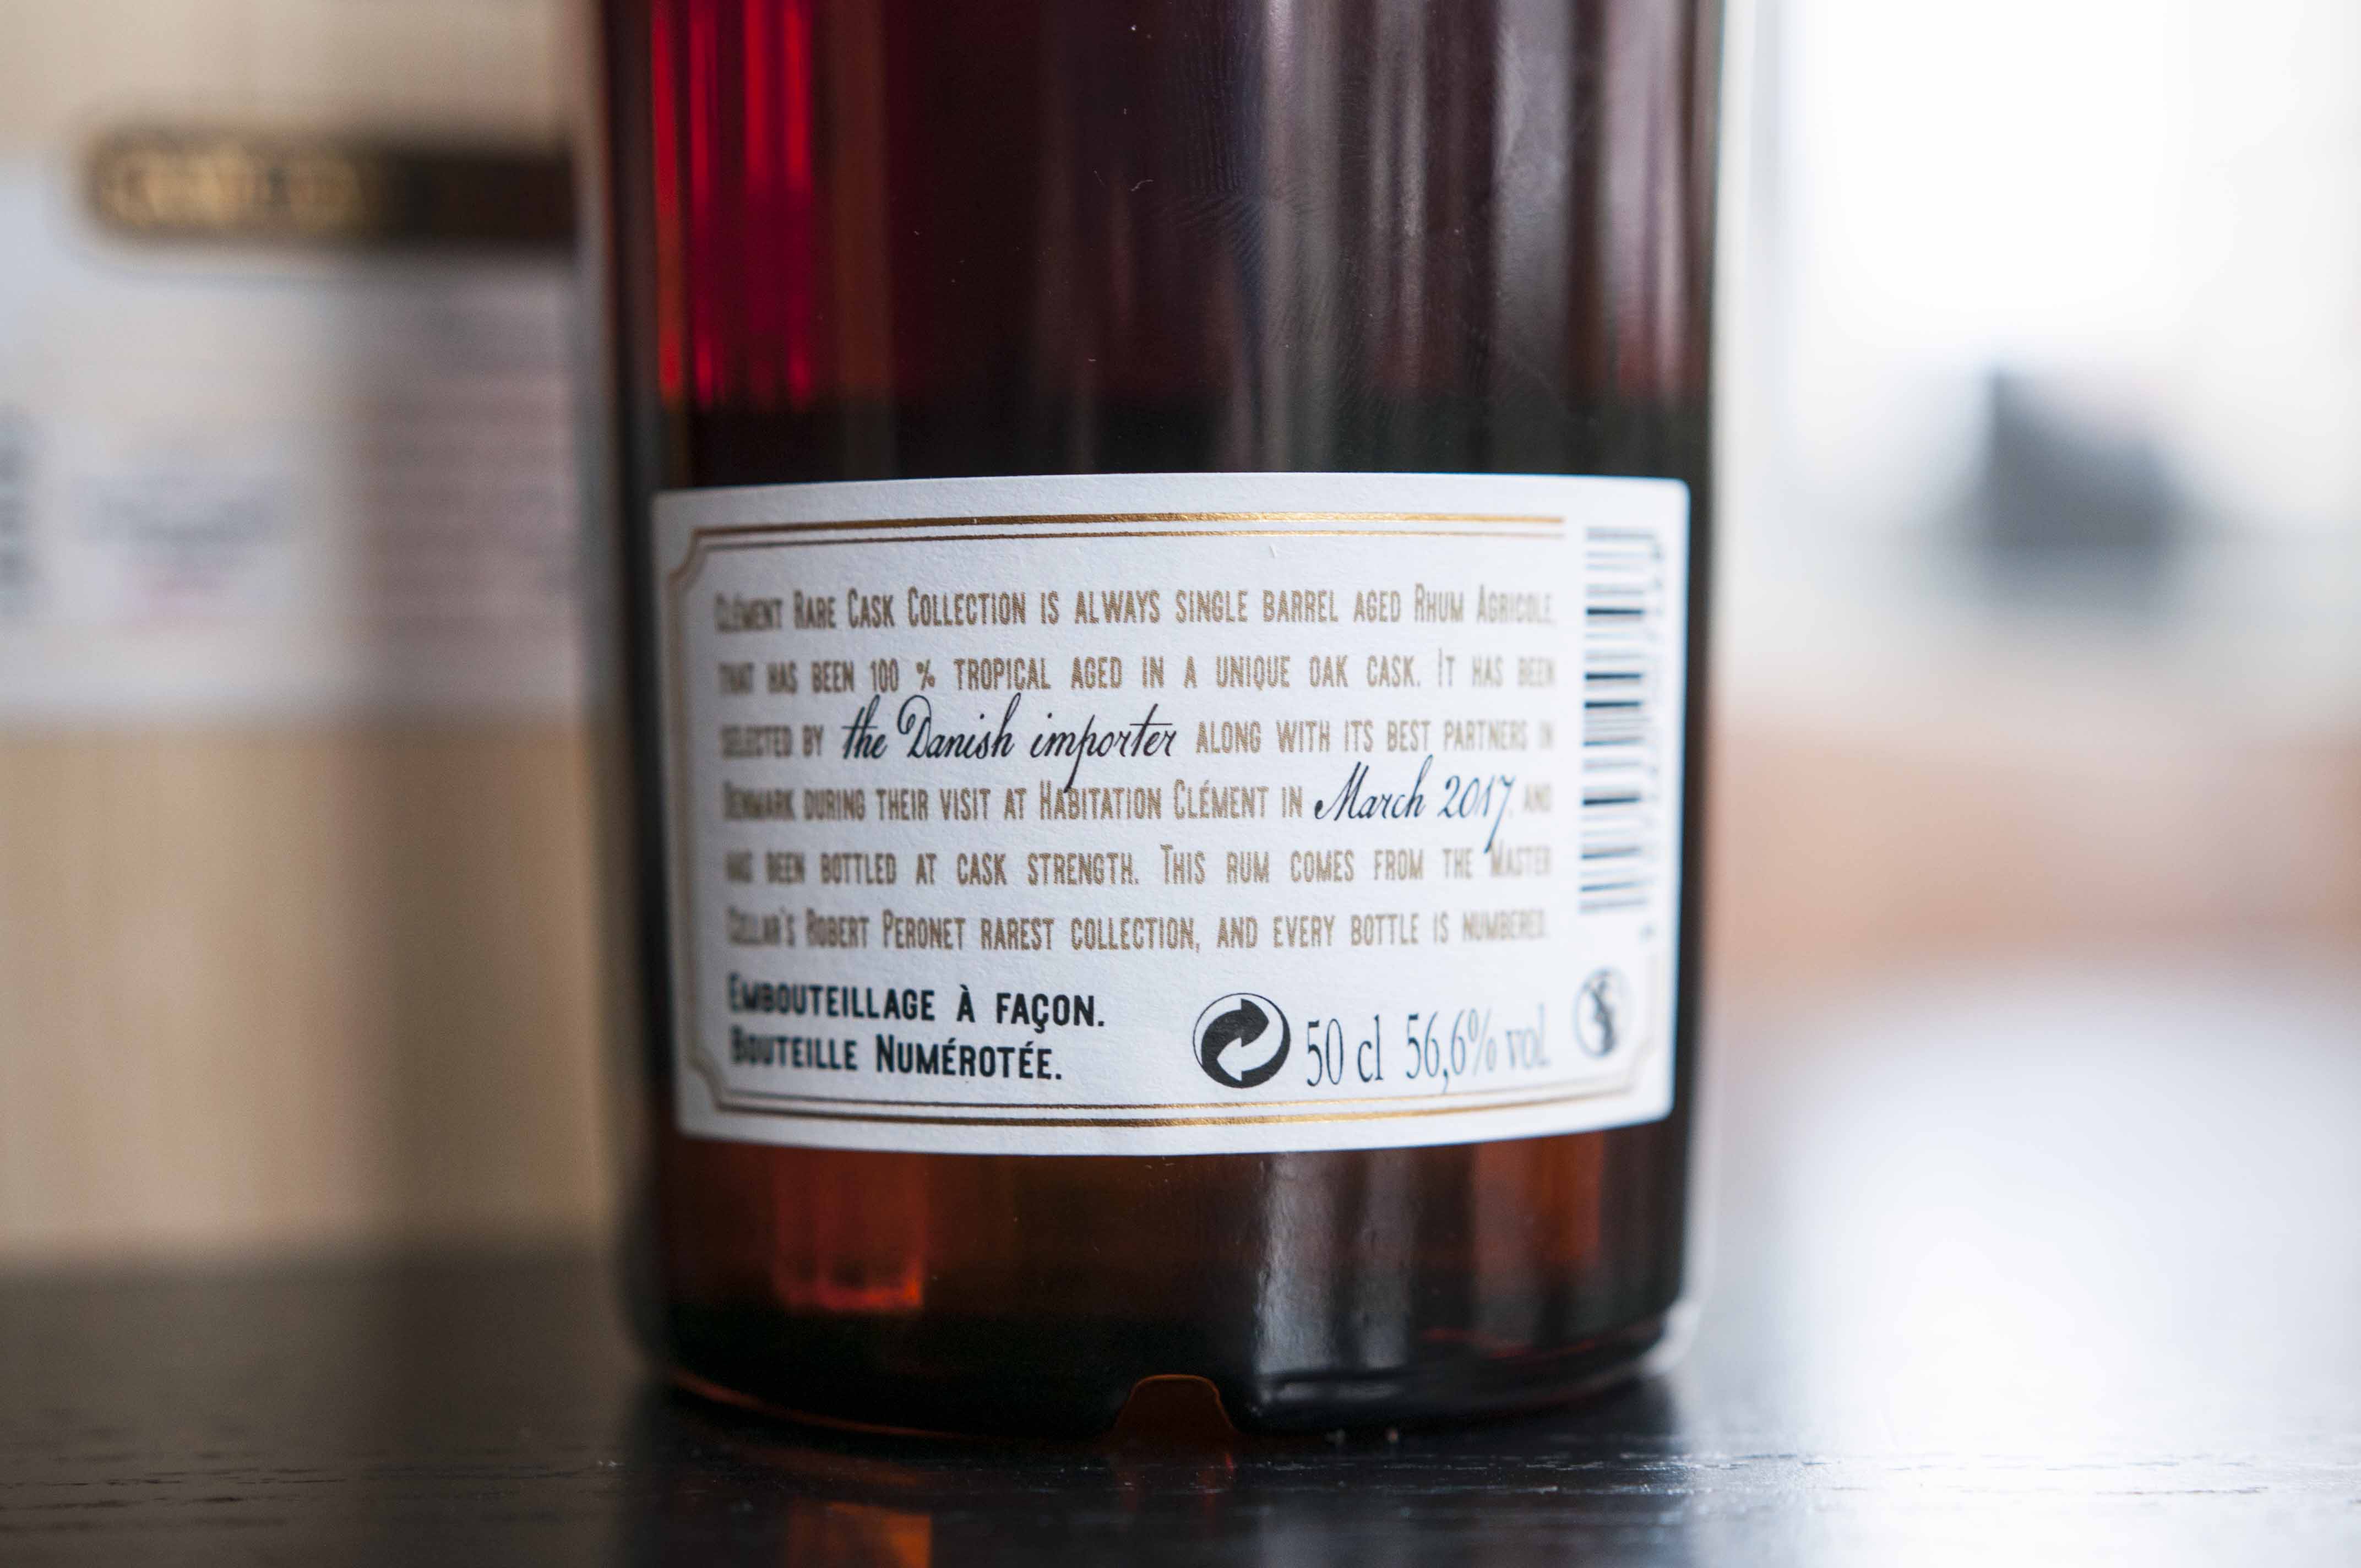 Clément Rare Cask Collection is always single barrel aged Rhum Agricole,
that has been 100 % tropical aged in a unique oak cask. It has been
selected by the Danish importer along with its best partners in
Denmark during their visit at Habitation Clément in March 2017, and
has been bottled at cask strength. This rum comes from the Master
Cellar's Robert Peronet rarest collection, and every bottle is numbered.
Embouteillage à façon.
Bouteille Numérotée.
50 cl 56,6% vol